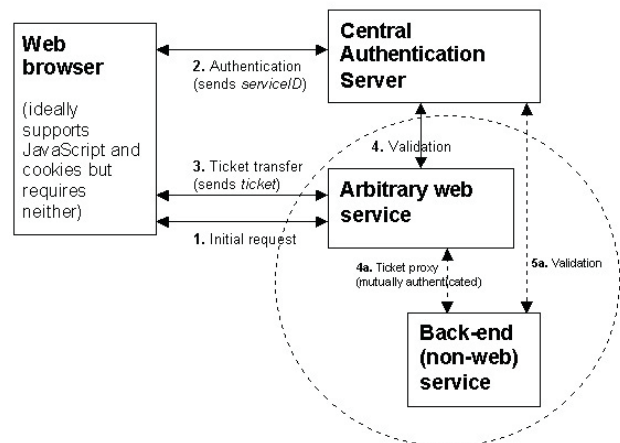 Web
browser
(ideally
supports
JavaScript and
cookies but
requires
neither)
2. Authentication
(sends serviceID)
Central
Authentication
Server
4. Validation
3. Ticket transfer
(sends ticket)
Arbitrary web
service
1. Initial request
4a. Ticket proxy
(mutually authenticated)
5a. Validation
Back-end
(non-web)
service